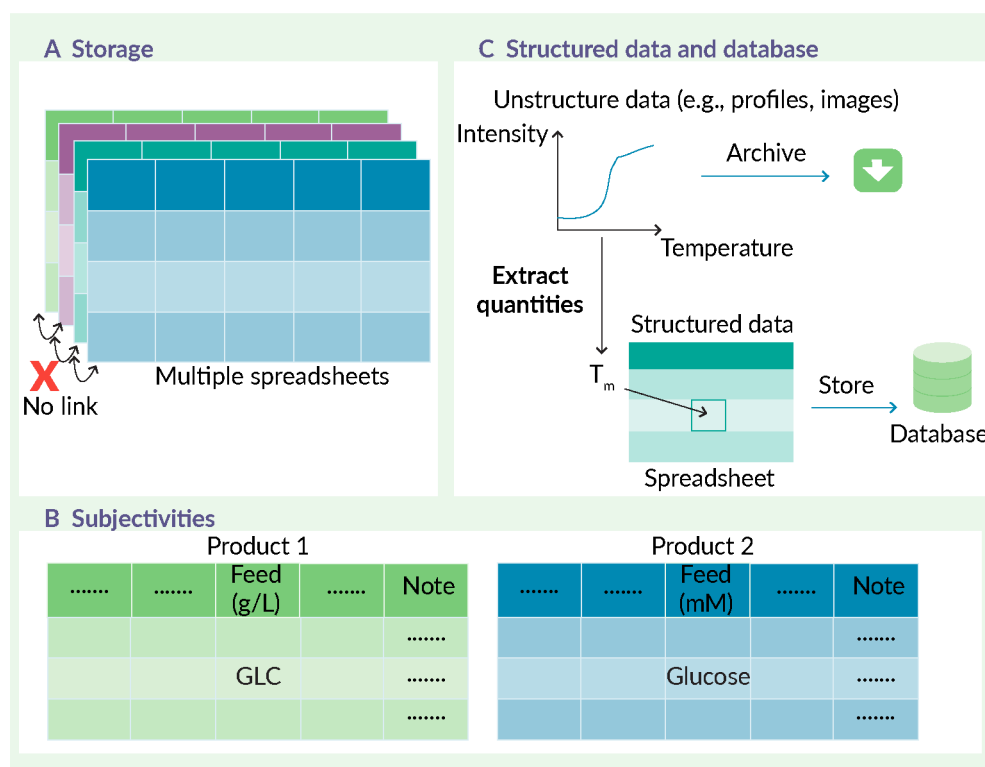 A Storage
Multiple spreadsheets
X
No link
C Structured data and database
Unstructure data (e.g., profiles, images)
Intensity
Temperature
Archive
Extract
quantities
Structured data
Tm
Spreadsheet
Store
Database
B Subjectivities
Product 1
....... ....... Feed (g/L) ....... Note
.......
GLC .......
.......
Product 2
....... ....... Feed (mM) ....... Note
.......
Glucose .......
.......